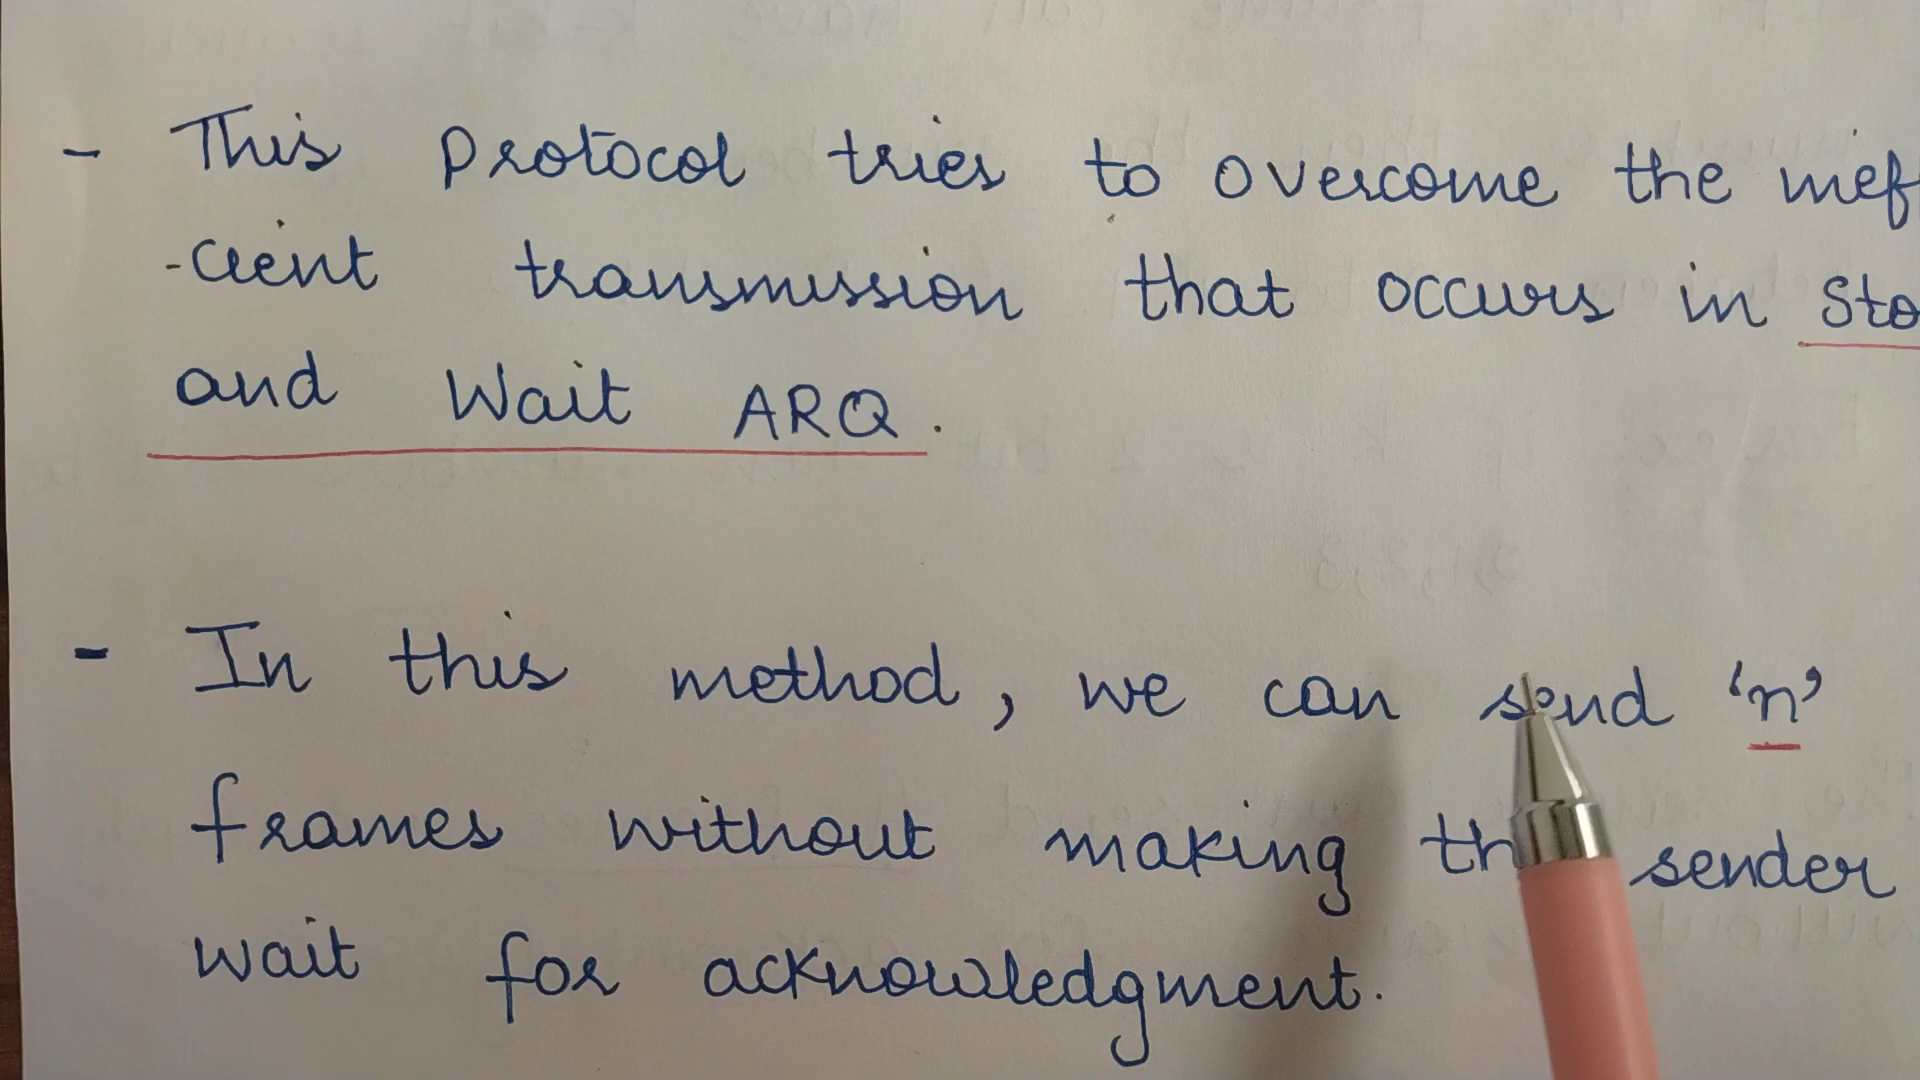 - This Protocol tries to overcome the inef
-cient transmission that occurs in Sto
and Wait ARQ.
- In this method, we can send 'n'
frames without making th sender
wait for acknowledgment.